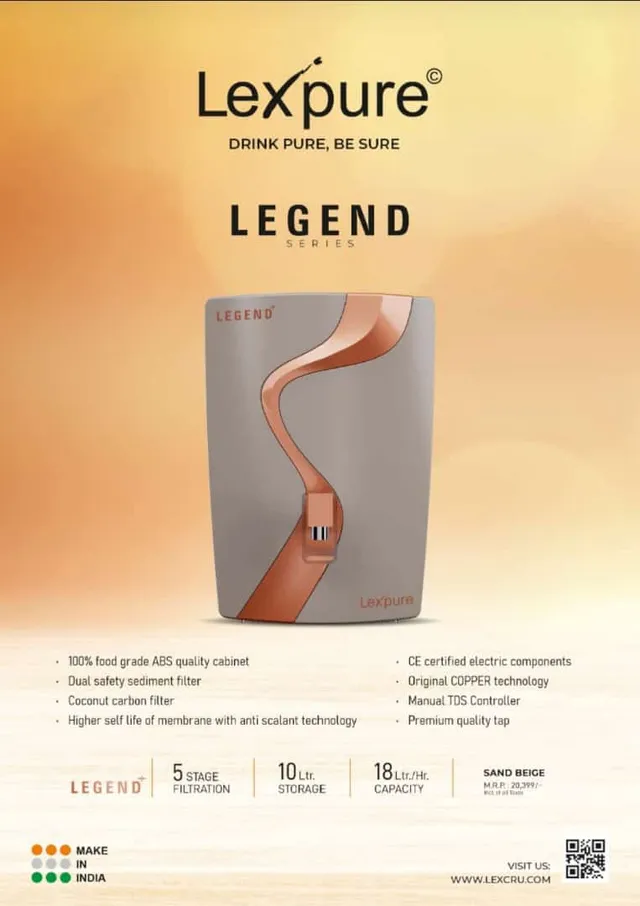 Lexpure©
DRINK PURE, BE SURE
LEGEND
SERIES
LEGEND+
Lexpure
· 100% food grade ABS quality cabinet
· Dual safety sediment filter
· Coconut carbon filter
· Higher self life of membrane with anti scalant technology
· CE certified electric components
· Original COPPER technology
· Manual TDS Controller
· Premium quality tap
LEGEND+
5 STAGE
FILTRATION
10 Ltr.
STORAGE
18 Ltr./Hr.
CAPACITY
SAND BEIGE
M.R.P.: 20,399/-
MAKE
IN
INDIA
VISIT US:
WWW.LEXCRU.COM